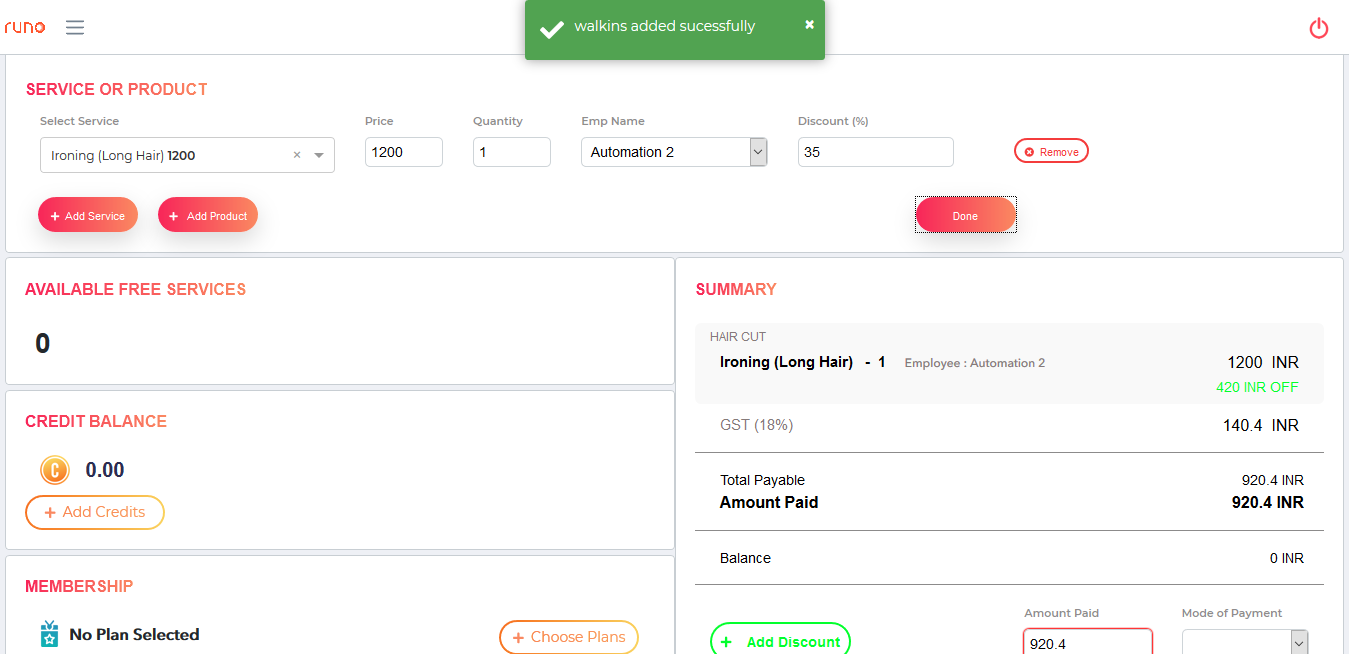 runo
walkins added sucessfully ×
SERVICE OR PRODUCT
Select Service Price Quantity Emp Name Discount (%)
Ironing (Long Hair) 1200 × 1200 1 Automation 2 35 Remove
+ Add Service + Add Product Done
AVAILABLE FREE SERVICES
0
CREDIT BALANCE
C 0.00
+ Add Credits
MEMBERSHIP
No Plan Selected + Choose Plans
SUMMARY
HAIR CUT
Ironing (Long Hair) - 1 Employee : Automation 2 1200 INR
420 INR OFF
GST (18%) 140.4 INR
Total Payable 920.4 INR
Amount Paid 920.4 INR
Balance 0 INR
Amount Paid Mode of Payment
+ Add Discount 920.4